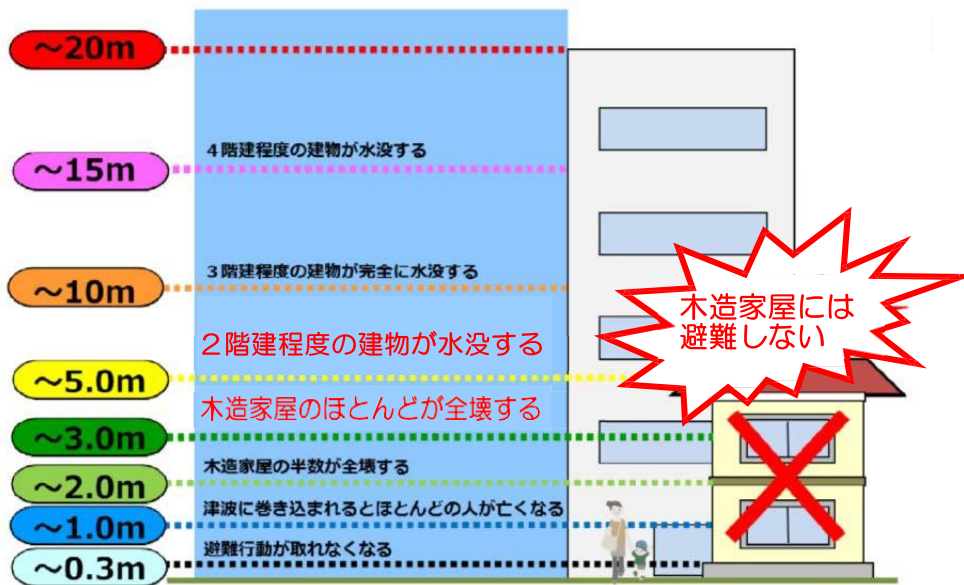 ～20m
4階建程度の建物が水没する
～15m
3階建程度の建物が完全に水没する
～10m
木造家屋には
避難しない
２階建程度の建物が水没する
～5.0m
木造家屋のほとんどが全壊する
～3.0m
木造家屋の半数が全壊する
～2.0m
津波に巻き込まれるとほとんどの人が亡くなる
～1.0m
避難行動が取れなくなる
～0.3m